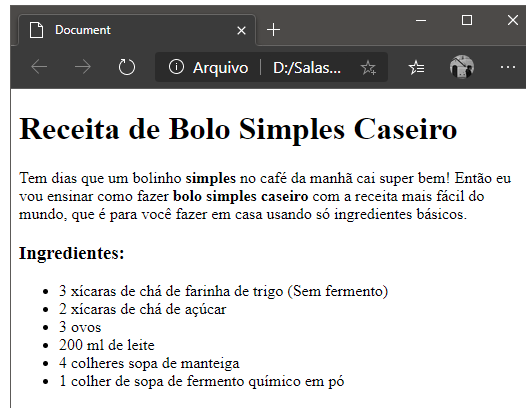 Document
Arquivo | D:/Salas...
Receita de Bolo Simples Caseiro
Tem dias que um bolinho simples no café da manhã cai super bem! Então eu
vou ensinar como fazer bolo simples caseiro com a receita mais fácil do
mundo, que é para você fazer em casa usando só ingredientes básicos.
Ingredientes:
• 3 xícaras de chá de farinha de trigo (Sem fermento)
• 2 xícaras de chá de açúcar
• 3 ovos
• 200 ml de leite
• 4 colheres sopa de manteiga
• 1 colher de sopa de fermento químico em pó